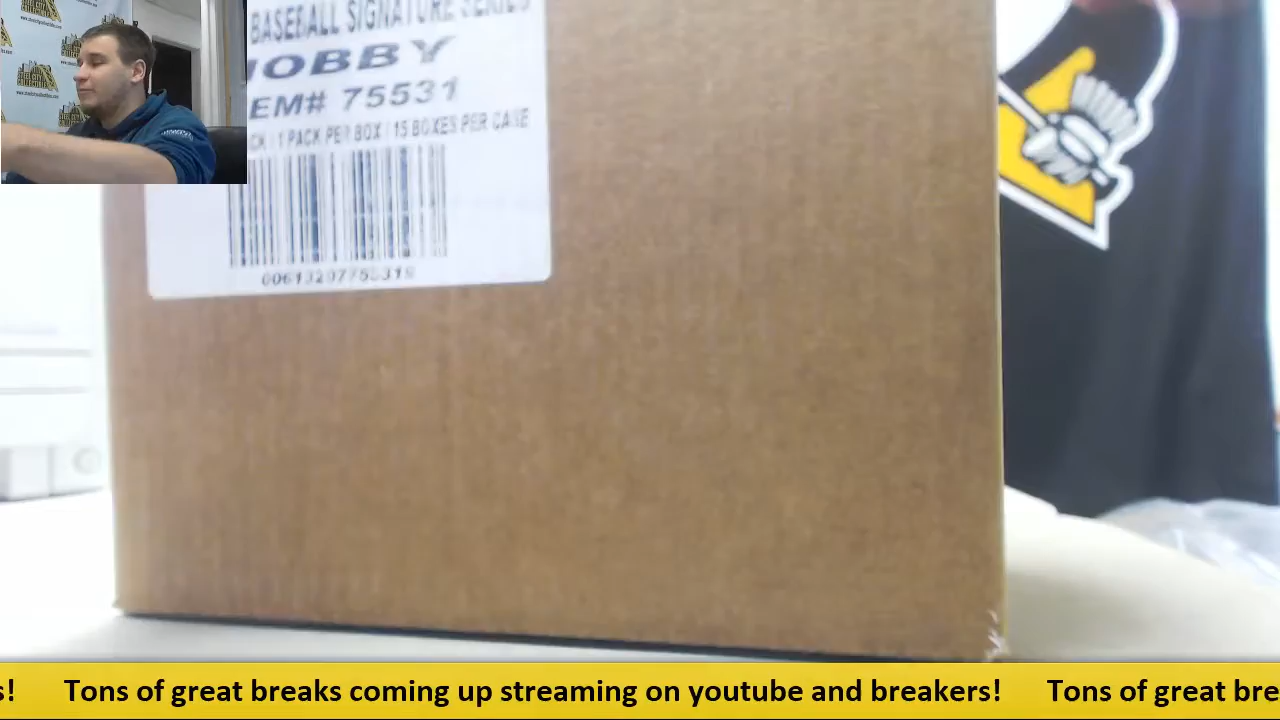 BASEBALL SIGNATURE SERIES
HOBBY
EM# 75531
CK / 1 PACK PER BOX / 15 BOXES PER CASE
s! Tons of great breaks coming up streaming on youtube and breakers! Tons of great bre